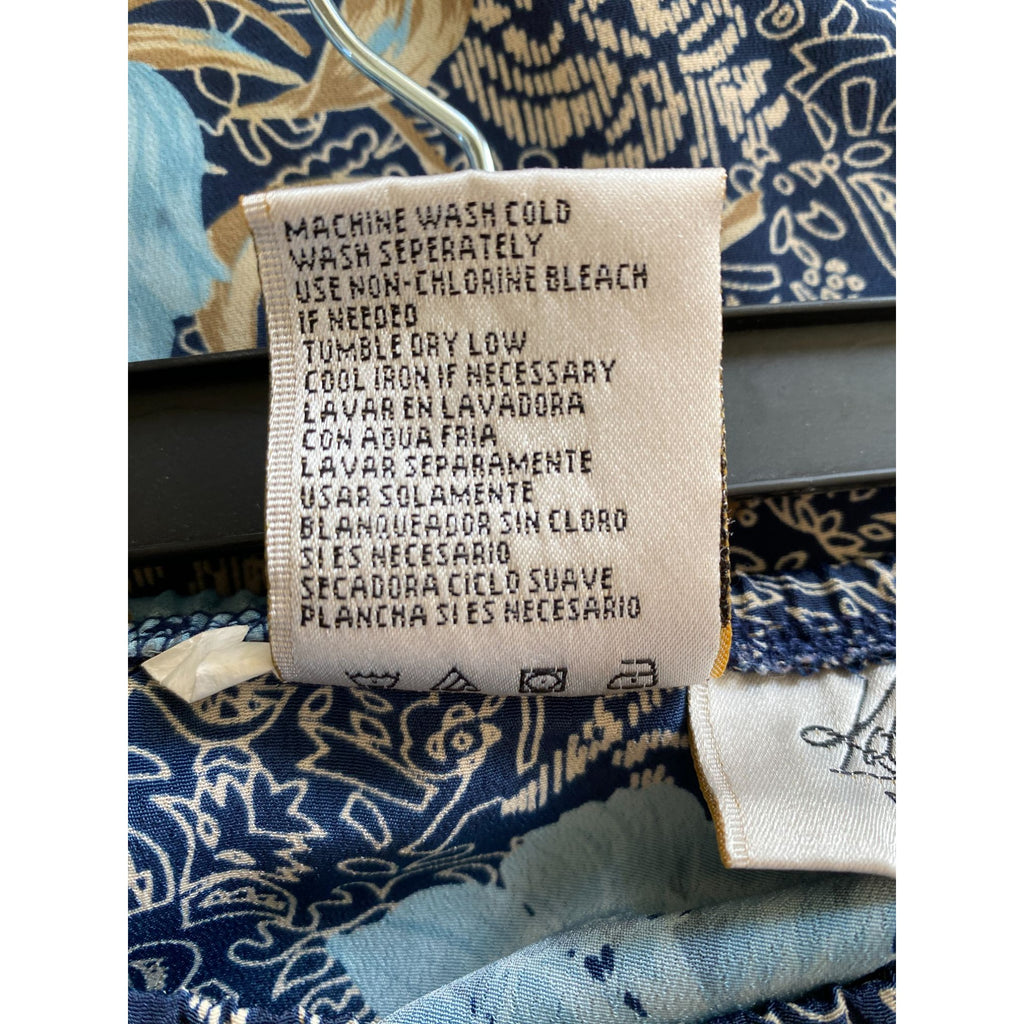 MACHINE WASH COLD
WASH SEPERATELY
USE NON-CHLORINE BLEACH
IF NEEDED
TUMBLE DRY LOW
COOL IRON IF NECESSARY
LAVAR EN LAVADORA
CON AQUA FRIA
LAVAR SEPARAMENTE
USAR SOLAMENTE
BLANQUEADOR SIN CLORO
SI ES NECESARIO
SECADORA CICLO SUAVE
PLANCHA SI ES NECESARIO